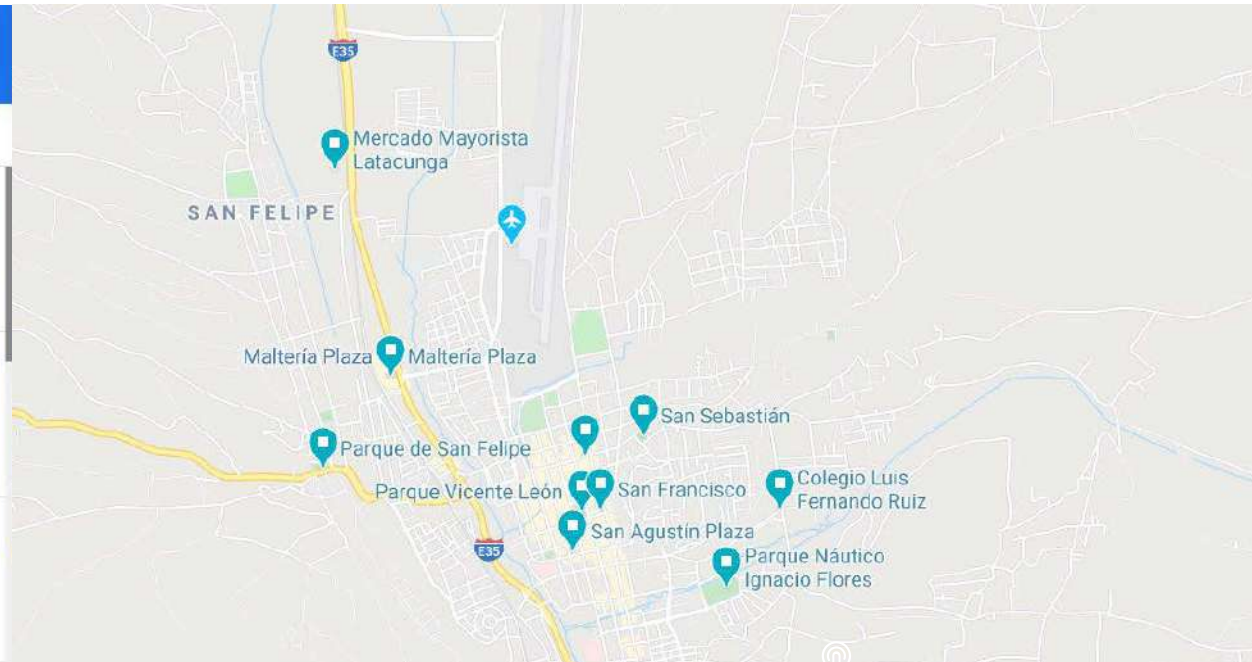 E35
Mercado Mayorista
Latacunga
SAN FELIPE
Maltería Plaza
Maltería Plaza
San Sebastián
Parque de San Felipe
Parque Vicente León
San Francisco
Colegio Luis
Fernando Ruiz
San Agustín Plaza
E35
Parque Náutico
Ignacio Flores